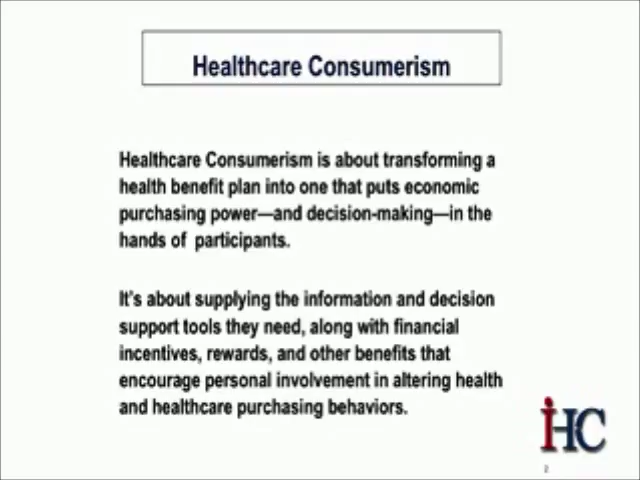 Healthcare Consumerism
Healthcare Consumerism is about transforming a
health benefit plan into one that puts economic
purchasing power—and decision-making—in the
hands of participants.
It's about supplying the information and decision
support tools they need, along with financial
incentives, rewards, and other benefits that
encourage personal involvement in altering health
and healthcare purchasing behaviors.
iHC
2